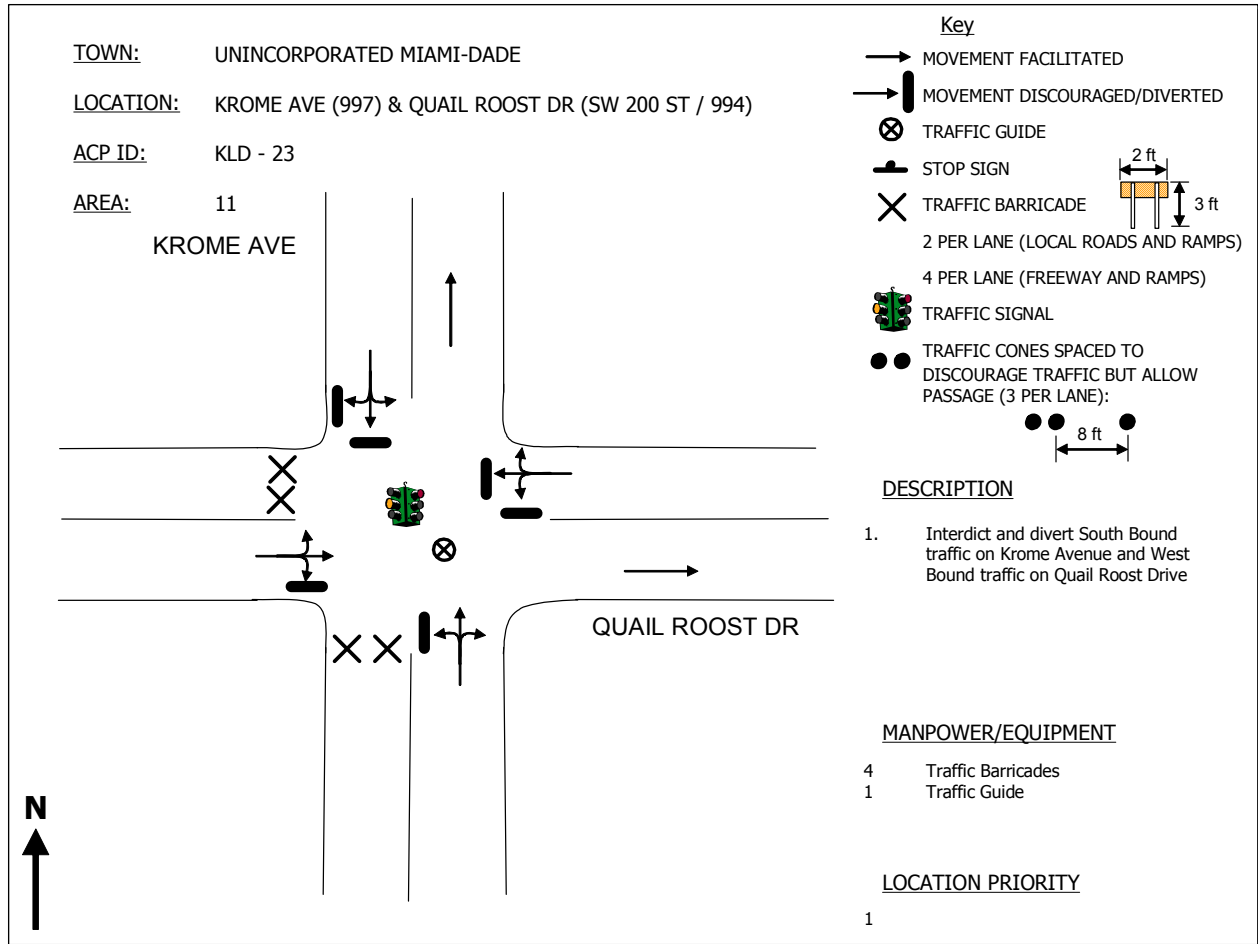 TOWN: UNINCORPORATED MIAMI-DADE
LOCATION: KROME AVE (997) & QUAIL ROOST DR (SW 200 ST / 994)
ACP ID: KLD - 23
AREA: 11
KROME AVE
QUAIL ROOST DR
N
Key
MOVEMENT FACILITATED
MOVEMENT DISCOURAGED/DIVERTED
TRAFFIC GUIDE
STOP SIGN
TRAFFIC BARRICADE
2 ft
3 ft
2 PER LANE (LOCAL ROADS AND RAMPS)
4 PER LANE (FREEWAY AND RAMPS)
TRAFFIC SIGNAL
TRAFFIC CONES SPACED TO
DISCOURAGE TRAFFIC BUT ALLOW
PASSAGE (3 PER LANE):
8 ft
DESCRIPTION
1. Interdict and divert South Bound
traffic on Krome Avenue and West
Bound traffic on Quail Roost Drive
MANPOWER/EQUIPMENT
4 Traffic Barricades
1 Traffic Guide
LOCATION PRIORITY
1